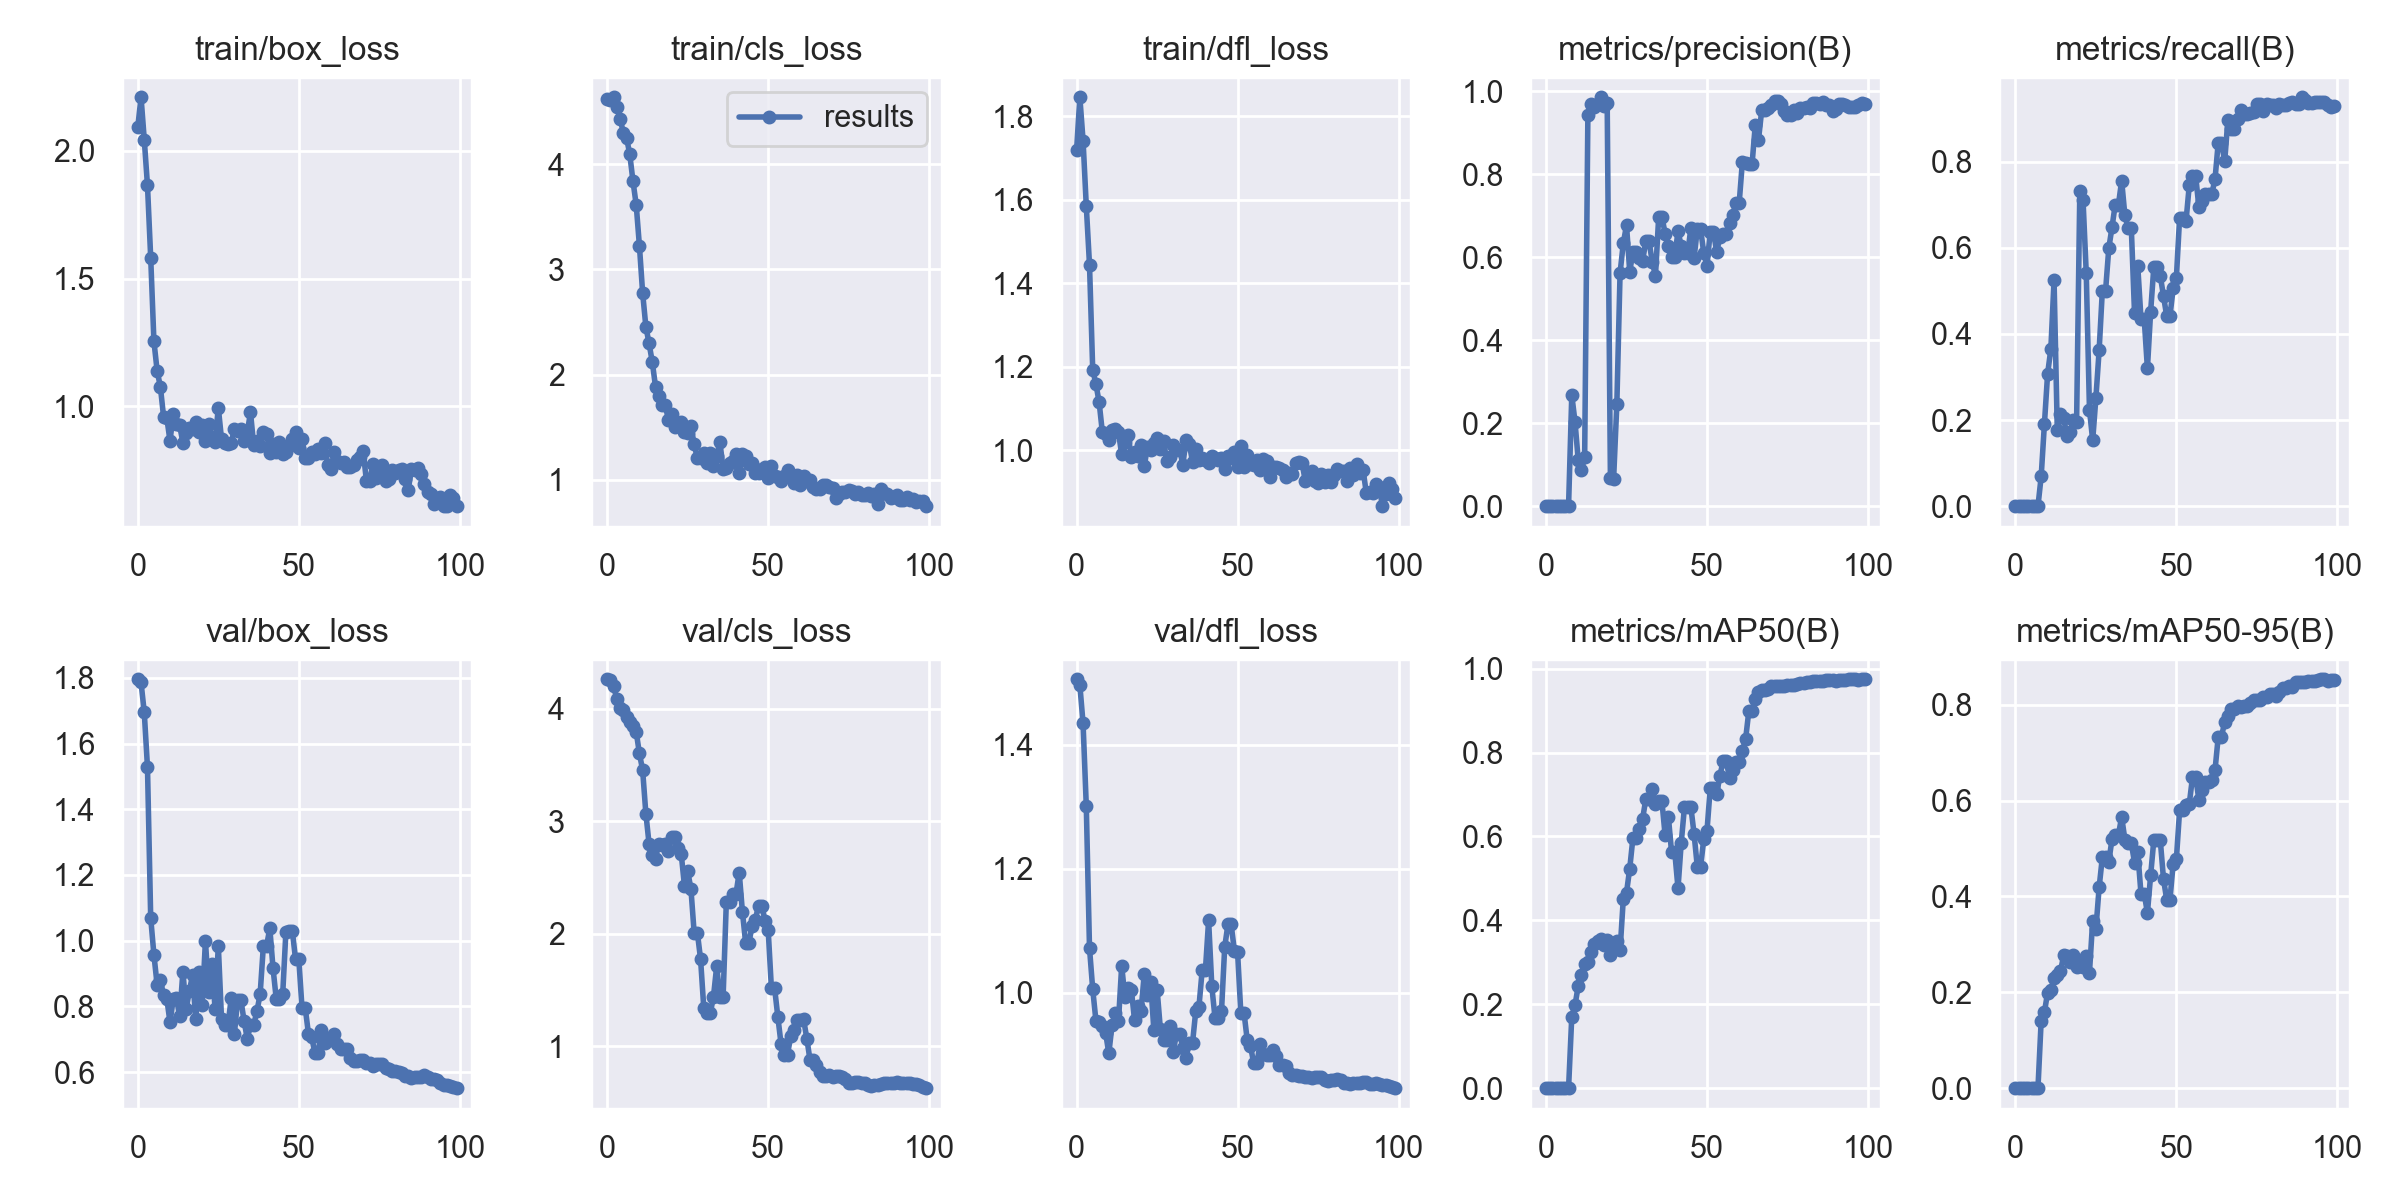 train/box_loss
train/cls_loss
train/dfl_loss
metrics/precision(B)
metrics/recall(B)
results
2.0
1.5
1.0
0 50 100
4
3
2
1
0 50 100
1.8
1.6
1.4
1.2
1.0
0 50 100
1.0
0.8
0.6
0.4
0.2
0.0
0 50 100
0.8
0.6
0.4
0.2
0.0
0 50 100
val/box_loss
val/cls_loss
val/dfl_loss
metrics/mAP50(B)
metrics/mAP50-95(B)
1.8
1.6
1.4
1.2
1.0
0.8
0.6
0 50 100
4
3
2
1
0 50 100
1.4
1.2
1.0
0 50 100
1.0
0.8
0.6
0.4
0.2
0.0
0 50 100
0.8
0.6
0.4
0.2
0.0
0 50 100